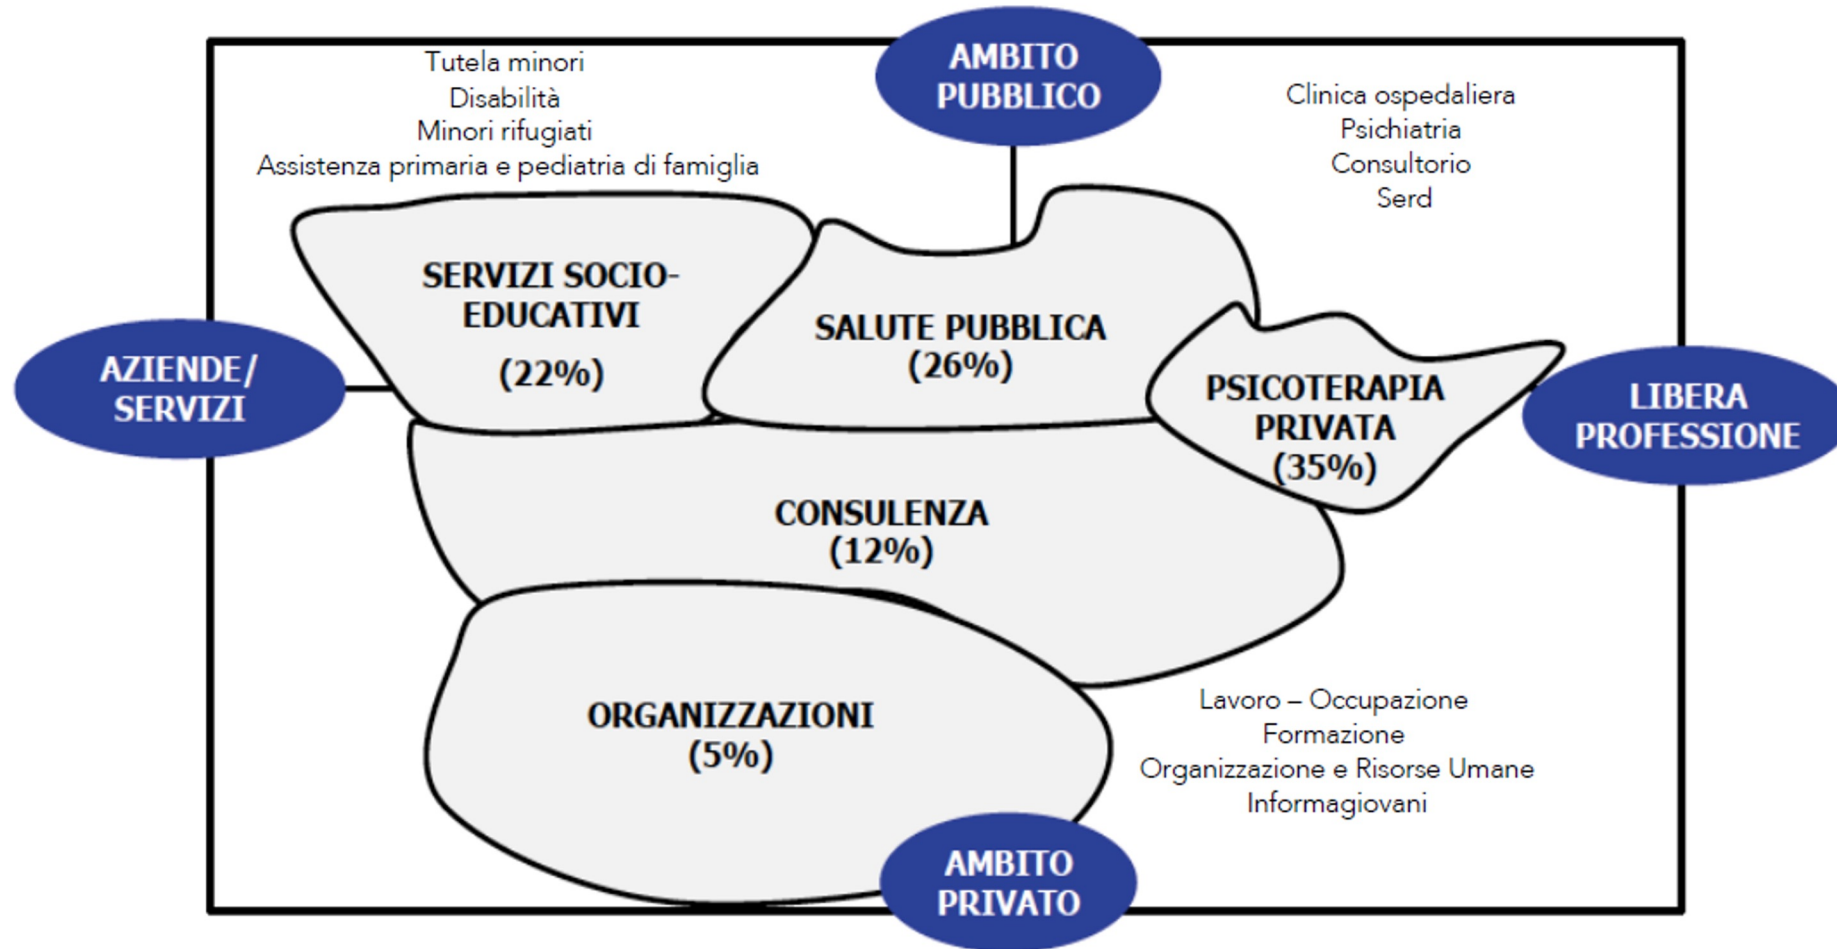 AMBITO
PUBBLICO
Tutela minori
Disabilità
Minori rifugiati
Assistenza primaria e pediatria di famiglia
Clinica ospedaliera
Psichiatria
Consultorio
Serd
SERVIZI SOCIO-
EDUCATIVI
(22%)
SALUTE PUBBLICA
(26%)
AZIENDE/
SERVIZI
PSICOTERAPIA
PRIVATA
(35%)
LIBERA
PROFESSIONE
CONSULENZA
(12%)
ORGANIZZAZIONI
(5%)
Lavoro – Occupazione
Formazione
Organizzazione e Risorse Umane
Informagiovani
AMBITO
PRIVATO